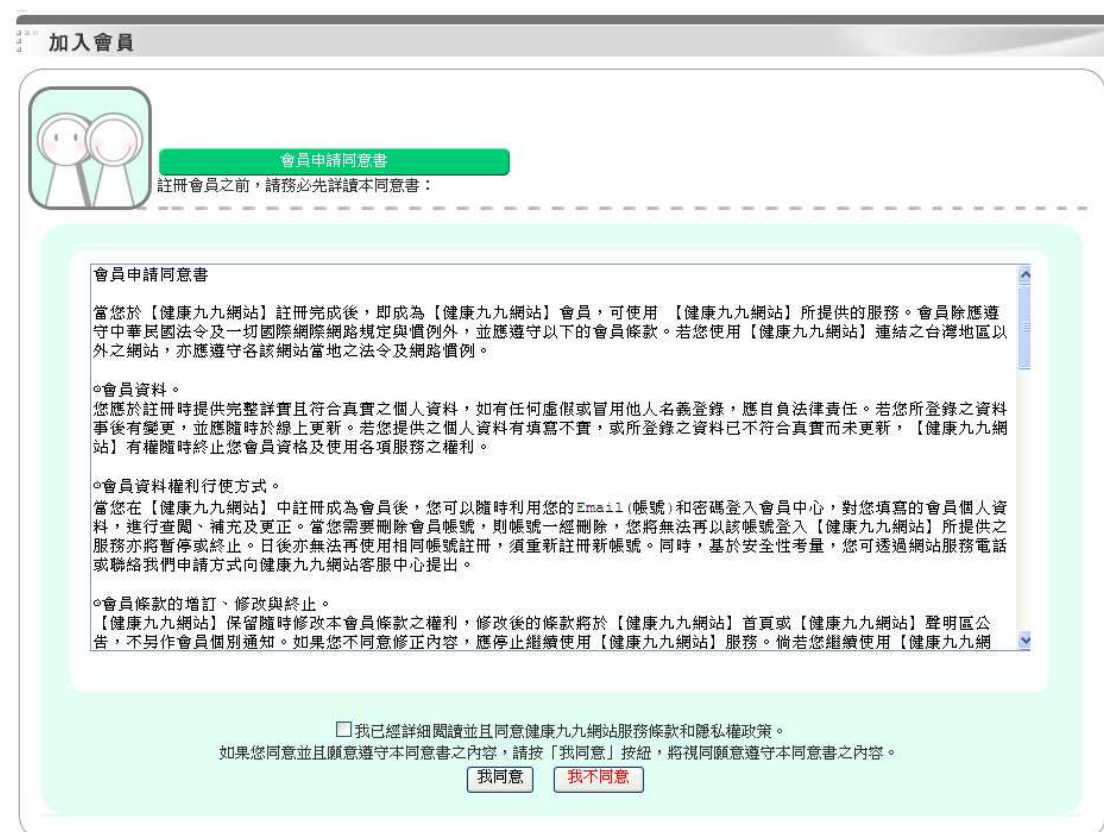 加入會員
會員申請同意書
註冊會員之前，請務必先詳讀本同意書：
會員申請同意書
當您於【健康九九網站】註冊完成後，即成為【健康九九網站】會員，可使用 【健康九九網站】所提供的服務。會員除應遵
守中華民國法令及一切國際網際網路規定與慣例外，並應遵守以下的會員條款。若您使用【健康九九網站】連結之台灣地區以
外之網站，亦應遵守各該網站當地之法令及網路慣例。
◎會員資料。
您應於註冊時提供完整詳實且符合真實之個人資料，如有任何虛假或冒用他人名義登錄，應自負法律責任。若您所登錄之資料
事後有變更，並應隨時於線上更新。若您提供之個人資料有填寫不實，或所登錄之資料已不符合真實而未更新，【健康九九網
站】有權隨時終止您會員資格及使用各項服務之權利。
◎會員資料權利行使方式。
當您在【健康九九網站】中註冊成為會員後，您可以隨時利用您的Email(帳號)和密碼登入會員中心，對您填寫的會員個人資
料，進行查閱、補充及更正。當您需要刪除會員帳號，則帳號一經刪除，您將無法再以該帳號登入【健康九九網站】所提供之
服務亦將暫停或終止。日後亦無法再使用相同帳號註冊，須重新註冊新帳號。同時，基於安全性考量，您可透過網站服務電話
或聯絡我們申請方式向健康九九網站客服中心提出。
◎會員條款的增訂、修改與終止。
【健康九九網站】保留隨時修改本會員條款之權利，修改後的條款將於【健康九九網站】首頁或【健康九九網站】聲明區公
告，不另作會員個別通知。如果您不同意修正內容，應停止繼續使用【健康九九網站】服務。倘若您繼續使用【健康九九網
我已經詳細閱讀並且同意健康九九網站服務條款和隱私權政策。
如果您同意並且願意遵守本同意書之內容，請按「我同意」按紐，將視同願意遵守本同意書之內容。
我同意 我不同意